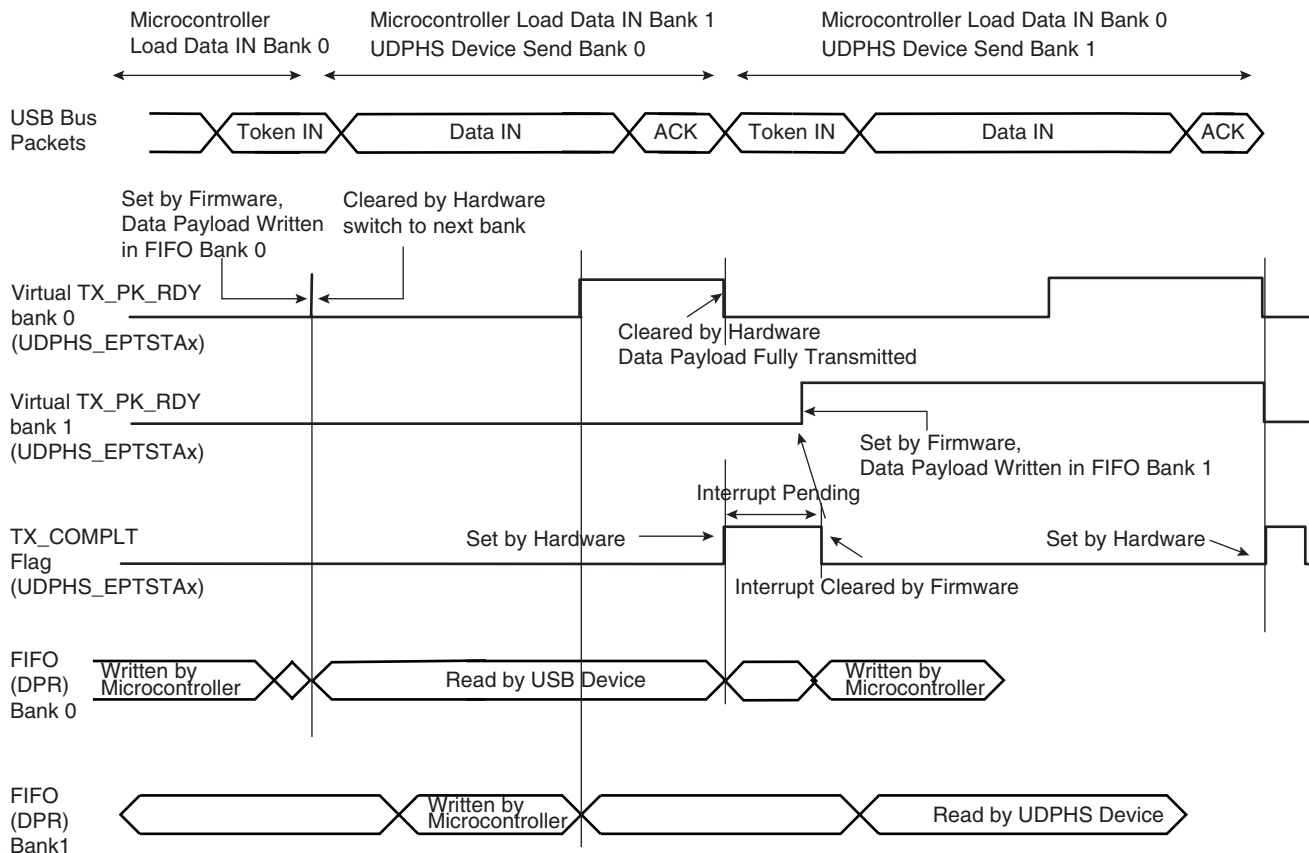 Microcontroller
Load Data IN Bank 0
Microcontroller Load Data IN Bank 1
UDPHS Device Send Bank 0
Microcontroller Load Data IN Bank 0
UDPHS Device Send Bank 1
USB Bus
Packets
Token IN
Data IN
ACK
Token IN
Data IN
ACK
Set by Firmware,
Data Payload Written
in FIFO Bank 0
Cleared by Hardware
switch to next bank
Virtual TX_PK_RDY
bank 0
(UDPHS_EPTSTAx)
Cleared by Hardware
Data Payload Fully Transmitted
Virtual TX_PK_RDY
bank 1
(UDPHS_EPTSTAx)
Set by Firmware,
Data Payload Written in FIFO Bank 1
Interrupt Pending
TX_COMPLT
Flag
(UDPHS_EPTSTAx)
Set by Hardware
Set by Hardware
Interrupt Cleared by Firmware
FIFO
(DPR)
Bank 0
Written by
Microcontroller
Read by USB Device
Written by
Microcontroller
FIFO
(DPR)
Bank1
Written by
Microcontroller
Read by UDPHS Device